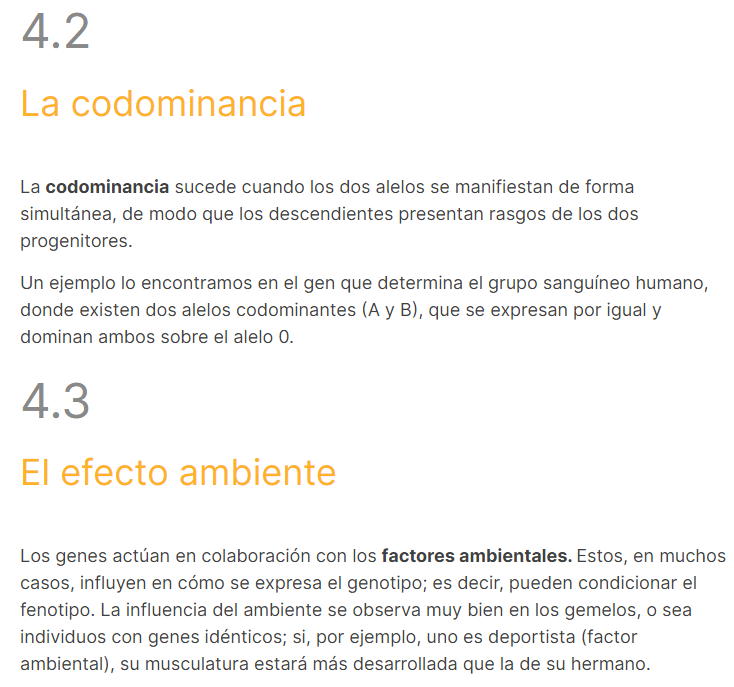 4.2
La codominancia
La codominancia sucede cuando los dos alelos se manifiestan de forma
simultánea, de modo que los descendientes presentan rasgos de los dos
progenitores.
Un ejemplo lo encontramos en el gen que determina el grupo sanguíneo humano,
donde existen dos alelos codominantes (A y B), que se expresan por igual y
dominan ambos sobre el alelo 0.
4.3
El efecto ambiente
Los genes actúan en colaboración con los factores ambientales. Estos, en muchos
casos, influyen en cómo se expresa el genotipo; es decir, pueden condicionar el
fenotipo. La influencia del ambiente se observa muy bien en los gemelos, o sea
individuos con genes idénticos; si, por ejemplo, uno es deportista (factor
ambiental), su musculatura estará más desarrollada que la de su hermano.